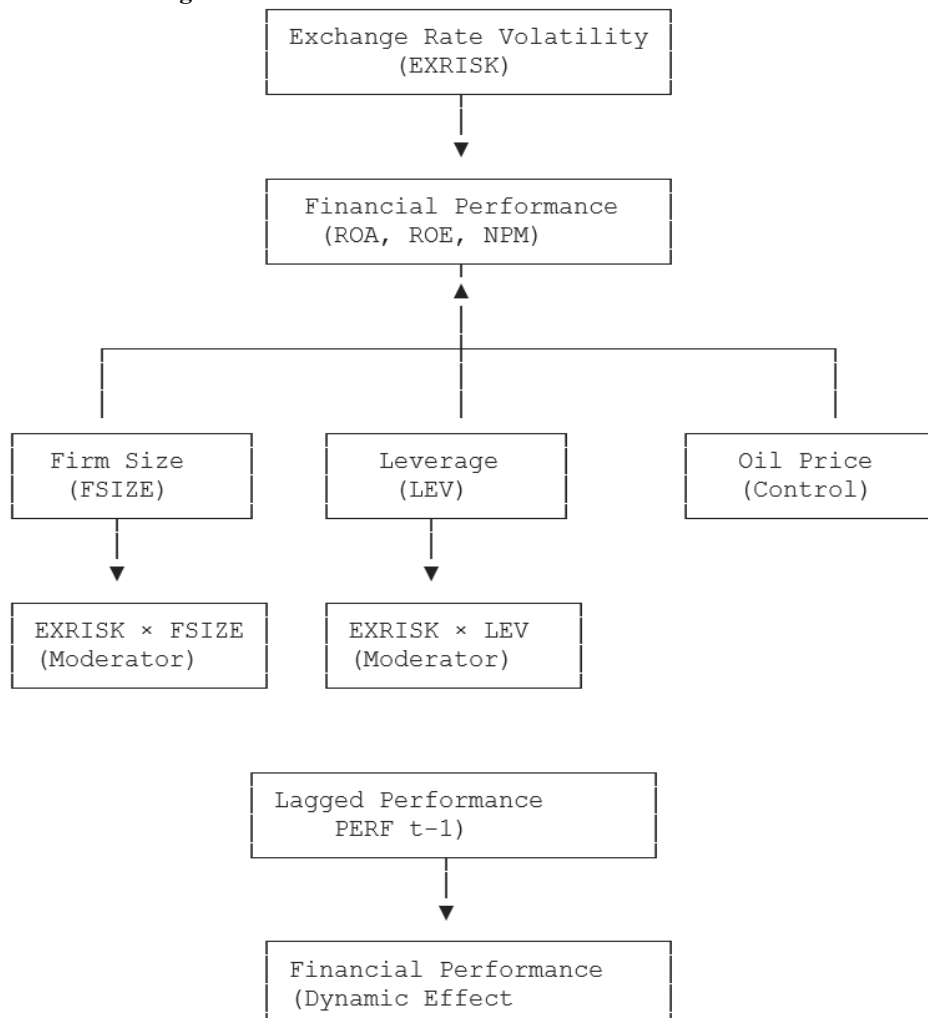 Exchange Rate Volatility
(EXRISK)
Financial Performance
(ROA, ROE, NPM)
Firm Size
(FSIZE)
Leverage
(LEV)
Oil Price
(Control)
EXRISK × FSIZE
(Moderator)
EXRISK × LEV
(Moderator)
Lagged Performance
PERF t-1)
Financial Performance
(Dynamic Effect